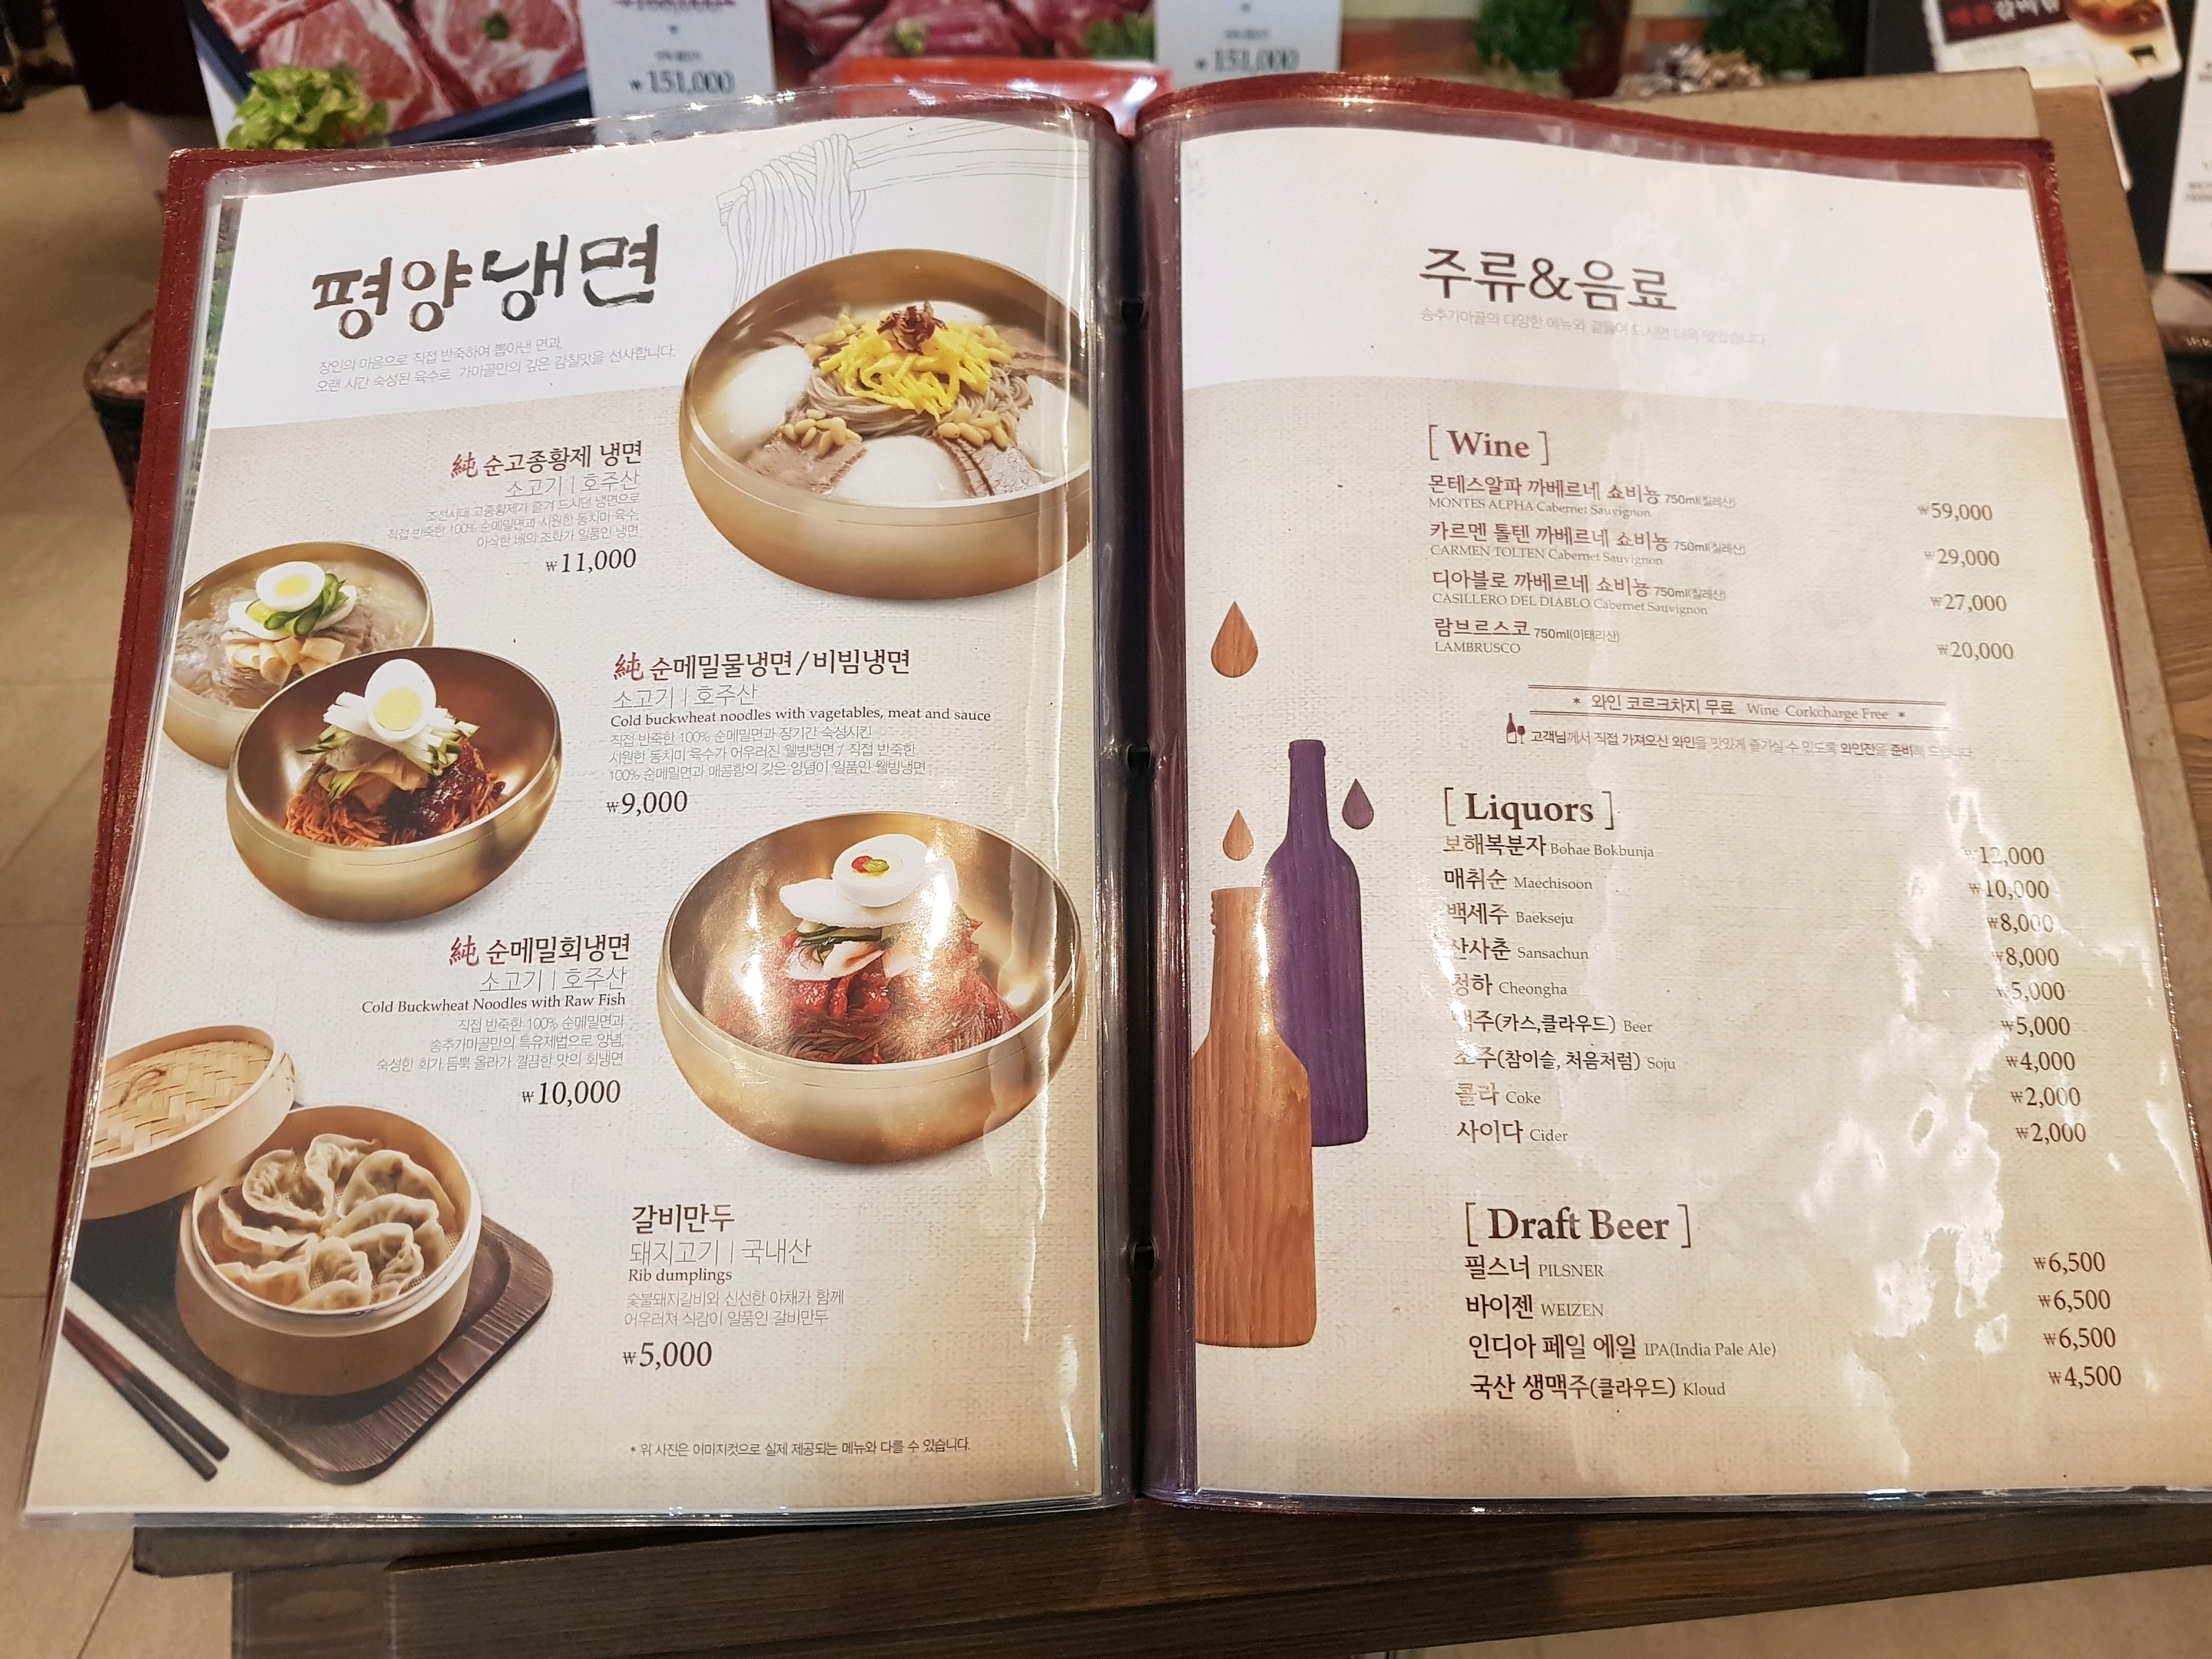 ₩151,000
₩151,000
평양냉면
장인의 마음으로 직접 반죽하여 뽑아낸 면과,
오랜 시간 숙성된 육수로 가마골만의 깊은 감칠맛을 선사합니다.
純 순고종황제 냉면
소고기 | 호주산
조선시대 고종황제가 즐겨 드시던 냉면으로
직접 반죽한 100% 순메밀면과 시원한 동치미 육수,
아삭한 배의 조화가 일품인 냉면
₩11,000
純 순메밀물냉면/비빔냉면
소고기 | 호주산
Cold buckwheat noodles with vagetables, meat and sauce
직접 반죽한 100% 순메밀면과 장기간 숙성시킨
시원한 동치미 육수가 어우러진 웰빙냉면 / 직접 반죽한
100% 순메밀면과 매콤함의 갖은 양념이 일품인 웰빙냉면
₩9,000
純 순메밀회냉면
소고기 | 호주산
Cold Buckwheat Noodles with Raw Fish
직접 반죽한 100% 순메밀면과
송추가마골만의 특유제법으로 양념,
숙성한 회가 듬뿍 올라가 깔끔한 맛의 회냉면
₩10,000
갈비만두
돼지고기 | 국내산
Rib dumplings
숯불돼지갈비와 신선한 야채가 함께
어우러져 식감이 일품인 갈비만두
₩5,000
* 위 사진은 이미지컷으로 실제 제공되는 메뉴와 다를 수 있습니다.
주류&음료
송추가마골의 다양한 메뉴와 곁들여 드시면 더욱 맛있습니다
[ Wine ]
몬테스알파 까베르네 쇼비뇽 750ml(칠레산)
MONTES ALPHA Cabernet Sauvignon ₩59,000
카르멘 톨텐 까베르네 쇼비뇽 750ml(칠레산)
CARMEN TOLTEN Cabernet Sauvignon ₩29,000
디아블로 까베르네 쇼비뇽 750ml(칠레산)
CASILLERO DEL DIABLO Cabernet Sauvignon ₩27,000
람브르스코 750ml(이태리산)
LAMBRUSCO ₩20,000
* 와인 코르크차지 무료 Wine Corkcharge Free *
고객님께서 직접 가져오신 와인을 맛있게 즐기실 수 있도록 와인잔을 준비해 드립니다
[ Liquors ]
보해복분자 Bohae Bokbunja ₩12,000
매취순 Maechisoon ₩10,000
백세주 Baekseju ₩8,000
산사춘 Sansachun ₩8,000
청하 Cheongha ₩5,000
맥주(카스,클라우드) Beer ₩5,000
소주(참이슬, 처음처럼) Soju ₩4,000
콜라 Coke ₩2,000
사이다 Cider ₩2,000
[ Draft Beer ]
필스너 PILSNER ₩6,500
바이젠 WEIZEN ₩6,500
인디아 페일 에일 IPA(India Pale Ale) ₩6,500
국산 생맥주(클라우드) Kloud ₩4,500